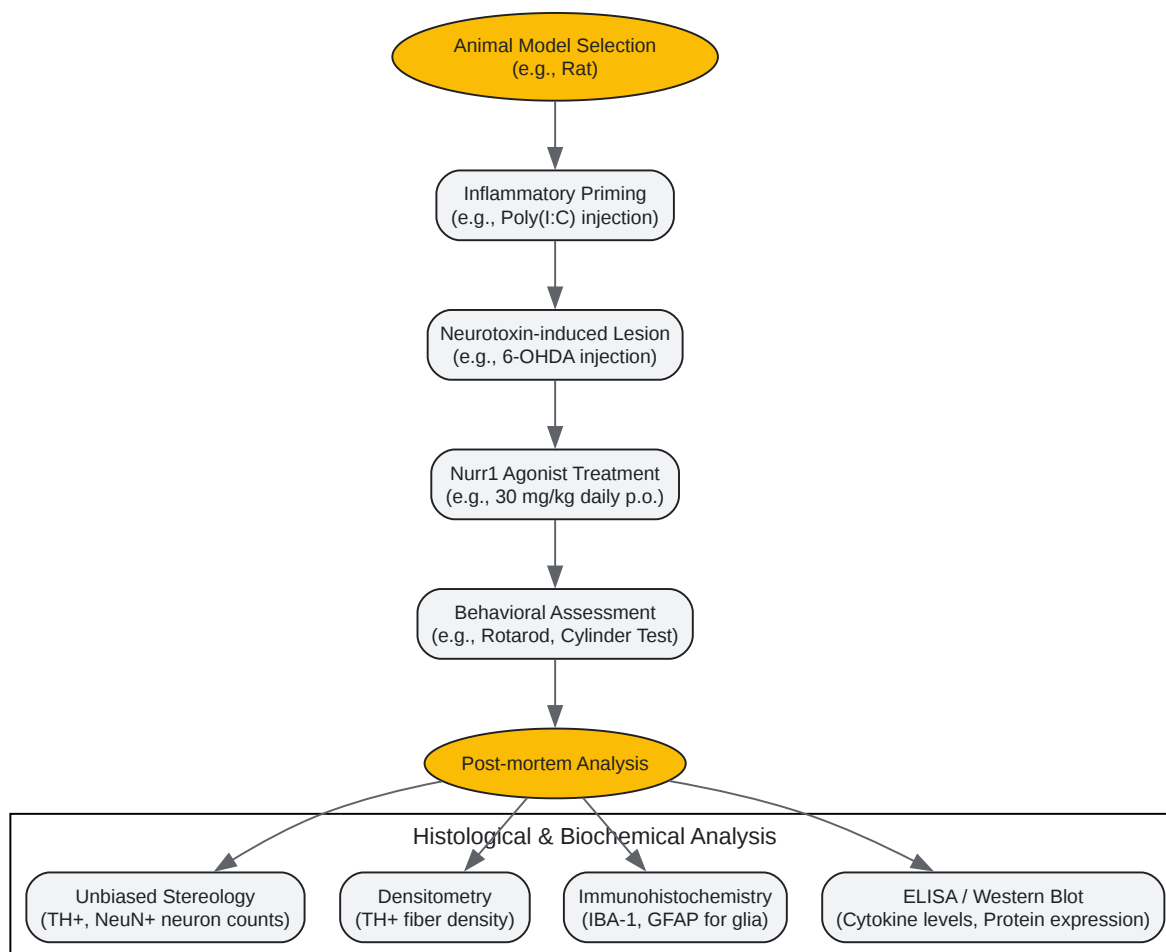 Animal Model Selection
(e.g., Rat)
Inflammatory Priming
(e.g., Poly(I:C) injection)
Neurotoxin-induced Lesion
(e.g., 6-OHDA injection)
Nurr1 Agonist Treatment
(e.g., 30 mg/kg daily p.o.)
Behavioral Assessment
(e.g., Rotarod, Cylinder Test)
Post-mortem Analysis
Histological & Biochemical Analysis
Unbiased Stereology
(TH+, NeuN+ neuron counts)
Densitometry
(TH+ fiber density)
Immunohistochemistry
(IBA-1, GFAP for glia)
ELISA / Western Blot
(Cytokine levels, Protein expression)